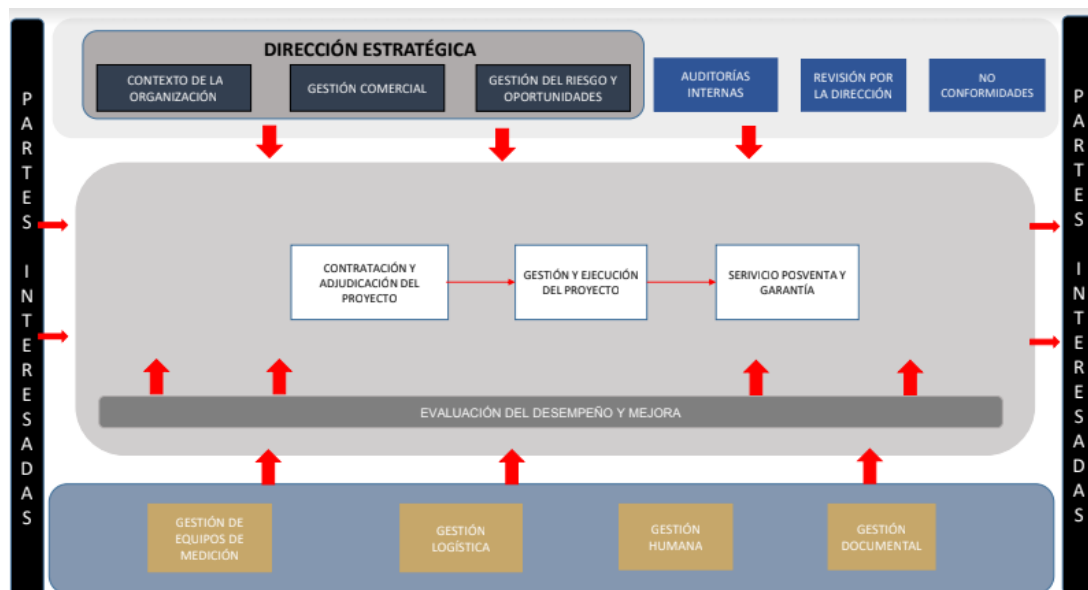 PARTES INTERESADAS
DIRECCIÓN ESTRATÉGICA
CONTEXTO DE LA
ORGANIZACIÓN
GESTIÓN COMERCIAL
GESTIÓN DEL RIESGO Y
OPORTUNIDADES
AUDITORÍAS
INTERNAS
REVISIÓN POR
LA DIRECCIÓN
NO
CONFORMIDADES
PARTES INTERESADAS
CONTRATACIÓN Y
ADJUDICACIÓN DEL
PROYECTO
GESTIÓN Y EJECUCIÓN
DEL PROYECTO
SERIVICIO POSVENTA Y
GARANTÍA
EVALUACIÓN DEL DESEMPEÑO Y MEJORA
GESTIÓN DE
EQUIPOS DE
MEDICIÓN
GESTIÓN
LOGÍSTICA
GESTIÓN
HUMANA
GESTIÓN
DOCUMENTAL